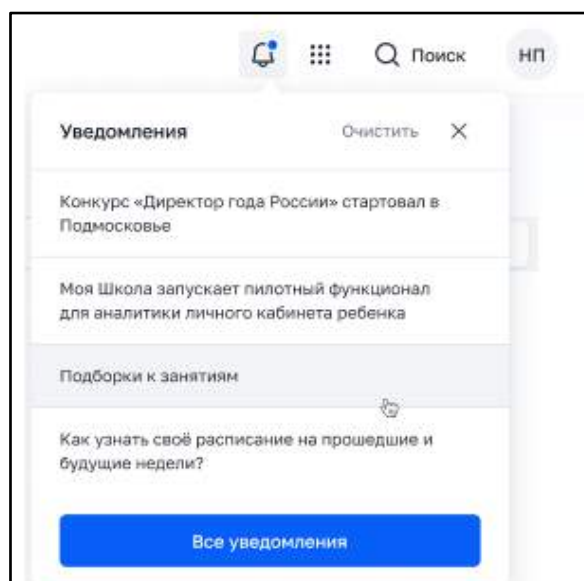 Поиск
НП
Уведомления
Очистить
Конкурс «Директор года России» стартовал в
Подмосковье
Моя Школа запускает пилотный функционал
для аналитики личного кабинета ребенка
Подборки к занятиям
Как узнать своё расписание на прошедшие и
будущие недели?
Все уведомления